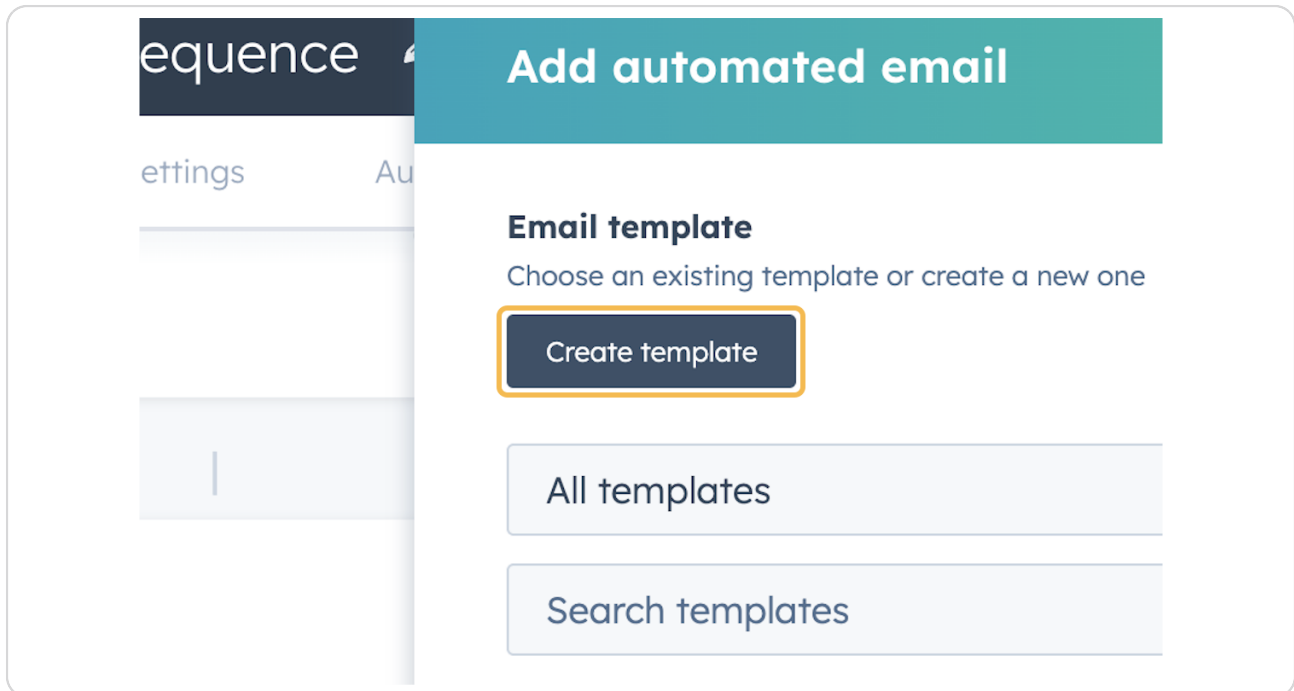 equence
Add automated email
ettings
Au
Email template
Choose an existing template or create a new one
Create template
All templates
Search templates